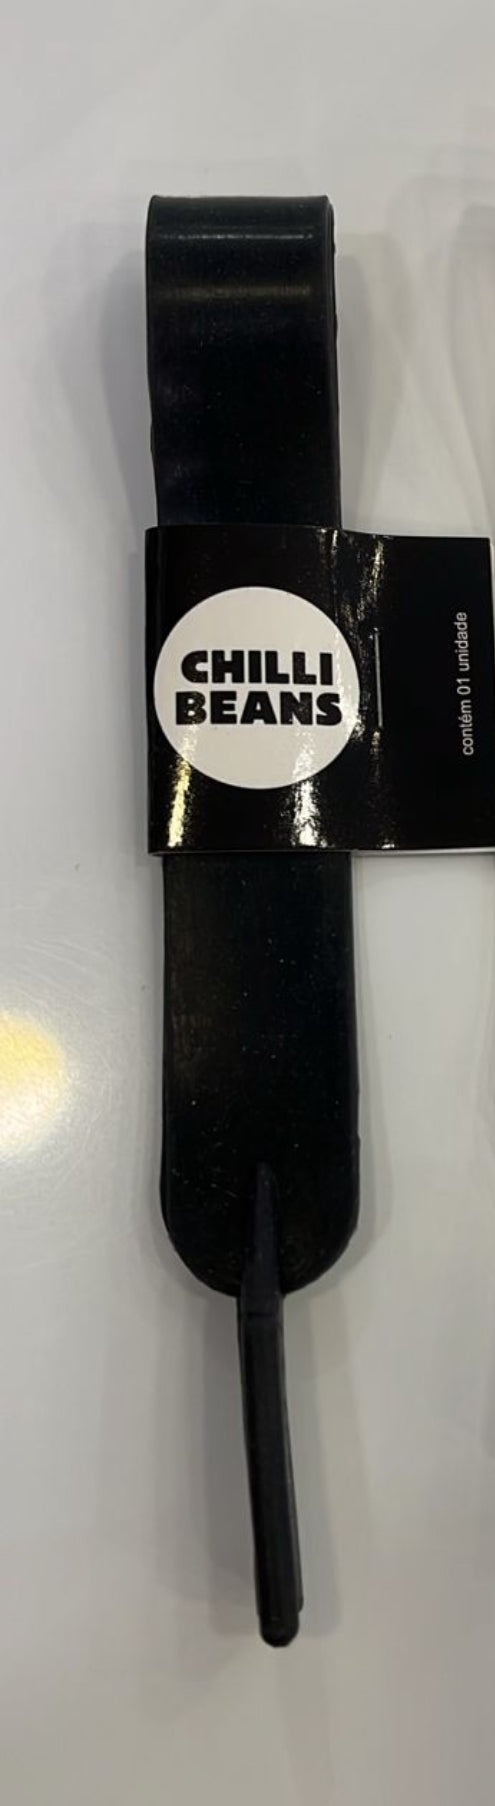 CHILLI
BEANS
contém 01 unidade